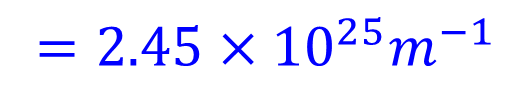 = 2.45 × 10²⁵m⁻¹